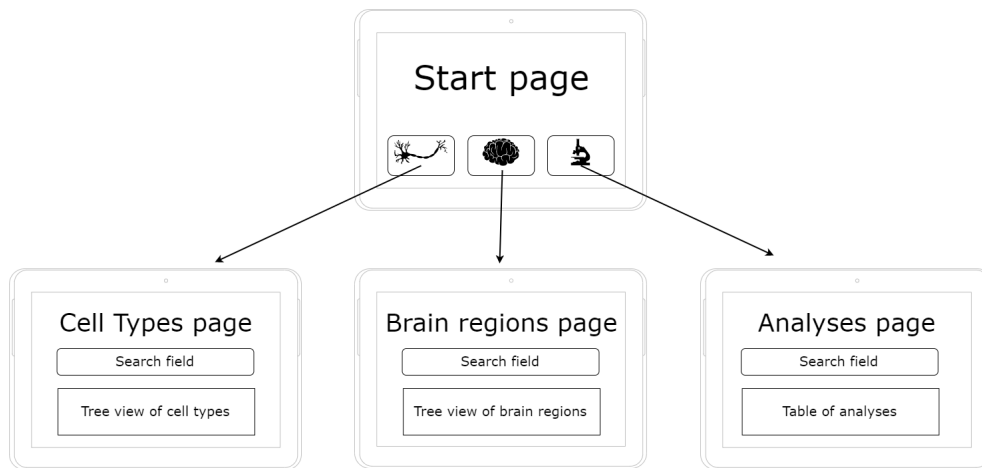 Start page
Cell Types page
Search field
Tree view of cell types
Brain regions page
Search field
Tree view of brain regions
Analyses page
Search field
Table of analyses